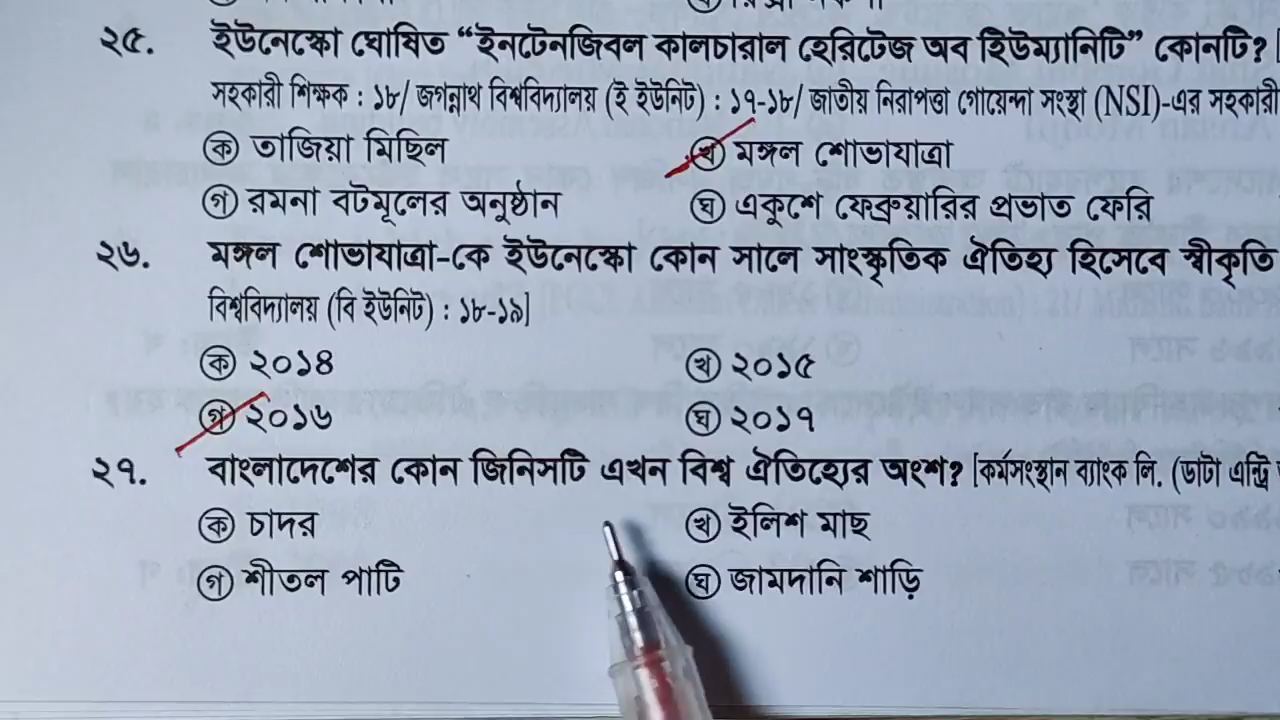 ২৫. ইউনেস্কো ঘোষিত “ইনটেনজিবল কালচারাল হেরিটেজ অব হিউম্যানিটি” কোনটি? [
সহকারী শিক্ষক : ১৮/ জগন্নাথ বিশ্ববিদ্যালয় (ই ইউনিট) : ১৭-১৮/ জাতীয় নিরাপত্তা গোয়েন্দা সংস্থা (NSI)-এর সহকারী
ক তাজিয়া মিছিল খ মঙ্গল শোভাযাত্রা
গ রমনা বটমূলের অনুষ্ঠান ঘ একুশে ফেব্রুয়ারির প্রভাত ফেরি
২৬. মঙ্গল শোভাযাত্রা-কে ইউনেস্কো কোন সালে সাংস্কৃতিক ঐতিহ্য হিসেবে স্বীকৃতি
বিশ্ববিদ্যালয় (বি ইউনিট) : ১৮-১৯]
ক ২০১৪ খ ২০১৫
গ ২০১৬ ঘ ২০১৭
২৭. বাংলাদেশের কোন জিনিসটি এখন বিশ্ব ঐতিহ্যের অংশ? [কর্মসংস্থান ব্যাংক লি. (ডাটা এন্ট্রি
ক চাদর খ ইলিশ মাছ
গ শীতল পাটি ঘ জামদানি শাড়ি